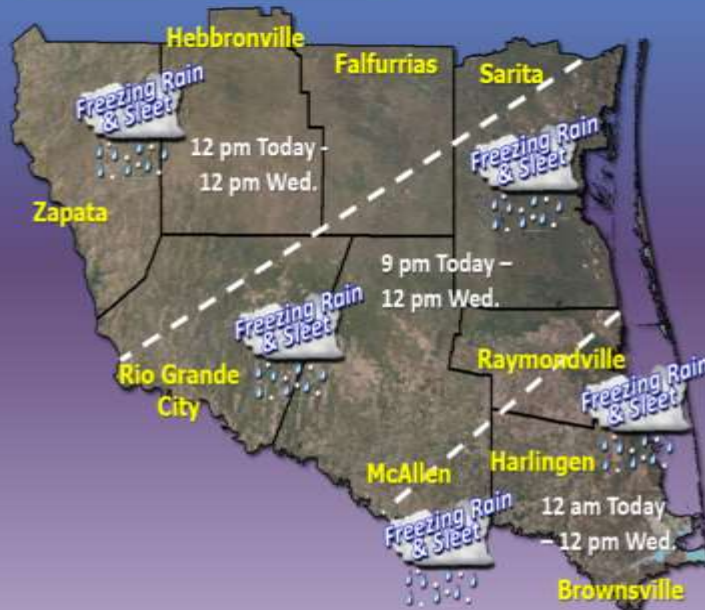 Hebbronville
Falfurrias
Sarita
Freezing Rain
& Sleet
12 pm Today -
12 pm Wed.
Freezing Rain
& Sleet
Zapata
9 pm Today –
12 pm Wed.
Freezing Rain
& Sleet
Rio Grande
City
Raymondville
Freezing Rain
& Sleet
McAllen
Harlingen
Freezing Rain
& Sleet
12 am Today
– 12 pm Wed.
Brownsville